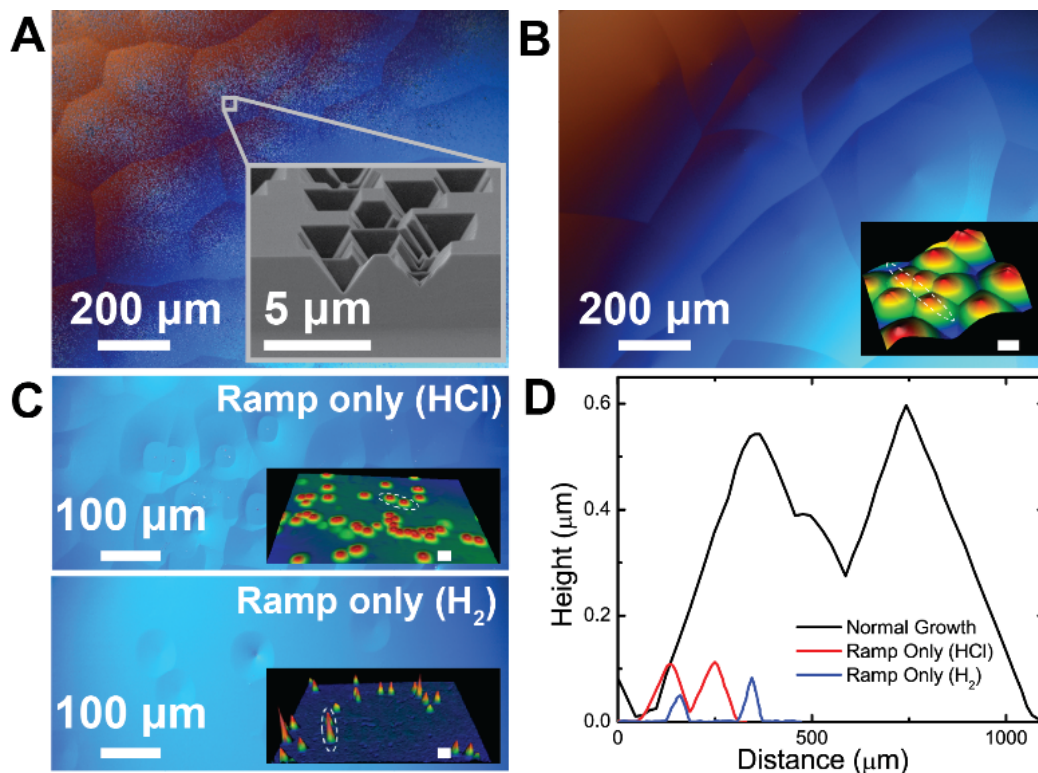 A
200 µm
5 µm
B
200 µm
C
Ramp only (HCl)
100 µm
Ramp only (H2)
100 µm
D
0.6
0.4
0.2
0.0
Height (µm)
Normal Growth
Ramp Only (HCl)
Ramp Only (H2)
0
500
1000
Distance (µm)